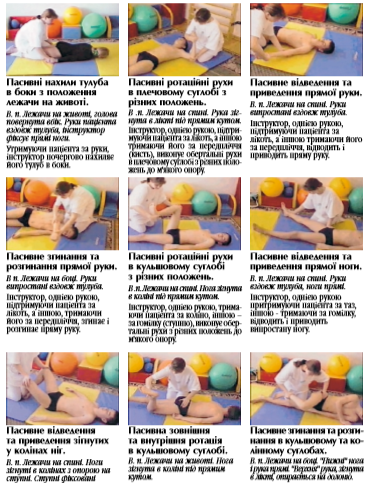 Пасивні нахили тулуба
в боки з положення
лежачи на животі.
В. п. Лежачи на животі, голова
повернута вбік. Руки пацієнта
вздовж тулуба, інструктор
фіксує прямі ноги.
Утримуючи пацієнта за руки,
інструктор почергово нахиляє
його тулуб в боки.
Пасивні ротаційні рухи
в плечовому суглобі з
різних положень.
В. п. Лежачи на спині. Рука зіг-
нута в лікті під прямим кутом.
Інструктор, однією рукою, підтри-
муючи пацієнта за лікоть, а іншою
тримаючи його за передпліччя
(кисть), виконує обертальні рухи
в плечовому суглобі з різних поло-
жень до м'якого опору.
Пасивне відведення та
приведення прямої руки.
В. п. Лежачи на спині. Руки
випростані вздовж тулуба.
Інструктор, однією рукою,
підтримуючи пацієнта за
лікоть, а іншою тримаючи його
за передпліччя, відводить і
приводить пряму руку.
Пасивне згинання та
розгинання прямої руки.
В. п. Лежачи на боці. Руки
випростані вздовж тулуба.
Інструктор, однією рукою,
підтримуючи пацієнта за
лікоть, а іншою, тримаючи
його за передпліччя, згинає і
розгинає пряму руку.
Пасивні ротаційні рухи
в кульшовому суглобі
з різних положень.
В. п. Лежачи на спині. Нога зігнута в
коліні під прямим кутом.
Інструктор, однією рукою, трима-
ючи пацієнта за коліно, іншою –
за гомілку (ступню), виконує обер-
тальні рухи з різних положень до
м'якого опору.
Пасивне відведення та
приведення прямої ноги.
В. п. Лежачи на спині. Руки
вздовж тулуба, ноги прямі.
Інструктор, однією рукою
притримуючи пацієнта за таз,
іншою - тримаючи за гомілку,
відводить і приводить
випростану ногу.
Пасивне відведення
та приведення зігнутих
у колінах ніг.
В. п. Лежачи на спині. Ноги
зігнуті в колінах з опорою на
ступні. Ступні фіксовані
Пасивна зовнішня
та внутрішня ротація
в кульшовому суглобі.
В. п. Лежачи на животі. Нога
зігнута в коліні під прямим
кутом.
Пасивне згинання та розги-
нання в кульшовому та ко-
лінному суглобах.
В. п. Лежачи на боці. "Нижні" нога
і рука прямі. "Верхня" рука, зігнута
в лікті, опирається на долоню.